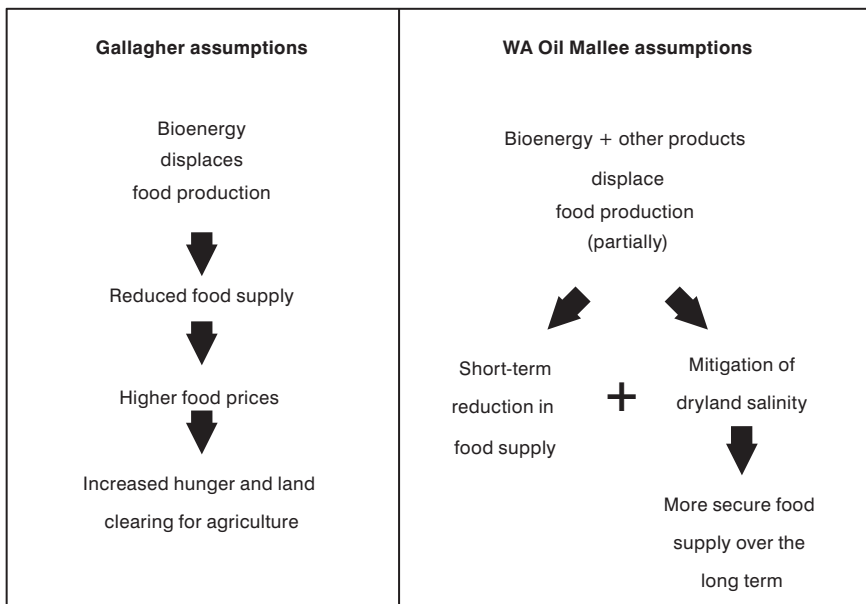 Gallagher assumptions
Bioenergy
displaces
food production
Reduced food supply
Higher food prices
Increased hunger and land
clearing for agriculture
WA Oil Mallee assumptions
Bioenergy + other products
displace
food production
(partially)
Short-term
reduction in
food supply
+
Mitigation of
dryland salinity
More secure food
supply over the
long term